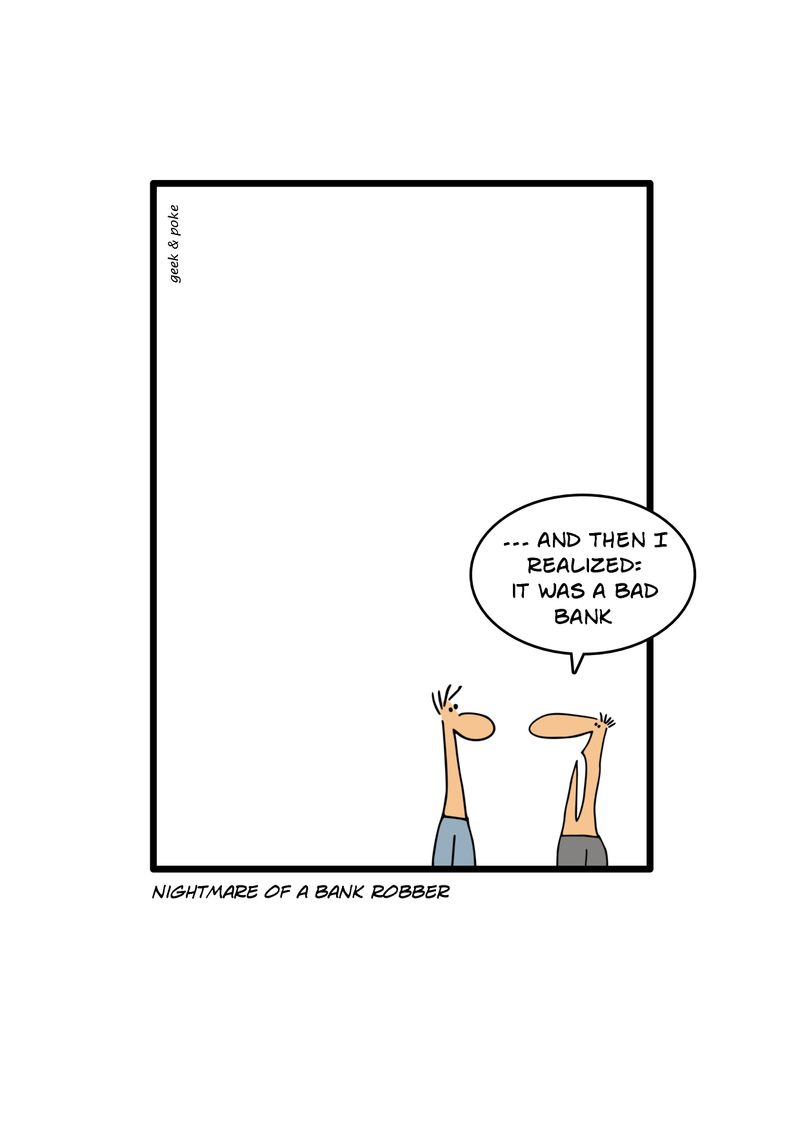 geek & poke
... AND THEN I
REALIZED:
IT WAS A BAD
BANK
NIGHTMARE OF A BANK ROBBER